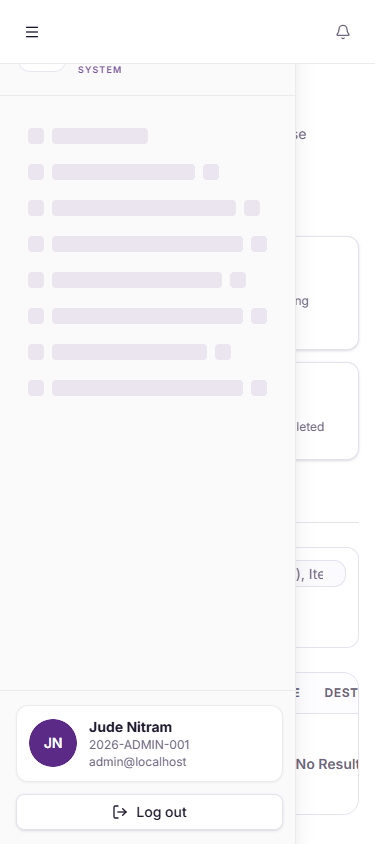 SYSTEM
se
ng
leted
), Ite
E DEST
No Result
JN
Jude Nitram
2026-ADMIN-001
admin@localhost
Log out